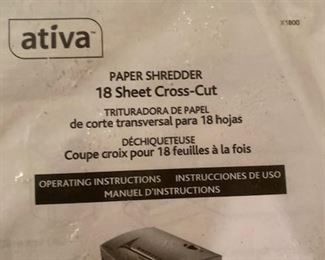 ativa™
X1800
PAPER SHREDDER
18 Sheet Cross-Cut
TRITURADORA DE PAPEL
de corte transversal para 18 hojas
DÉCHIQUETEUSE
Coupe croix pour 18 feuilles à la fois
OPERATING INSTRUCTIONS INSTRUCCIONES DE USO
MANUEL D'INSTRUCTIONS